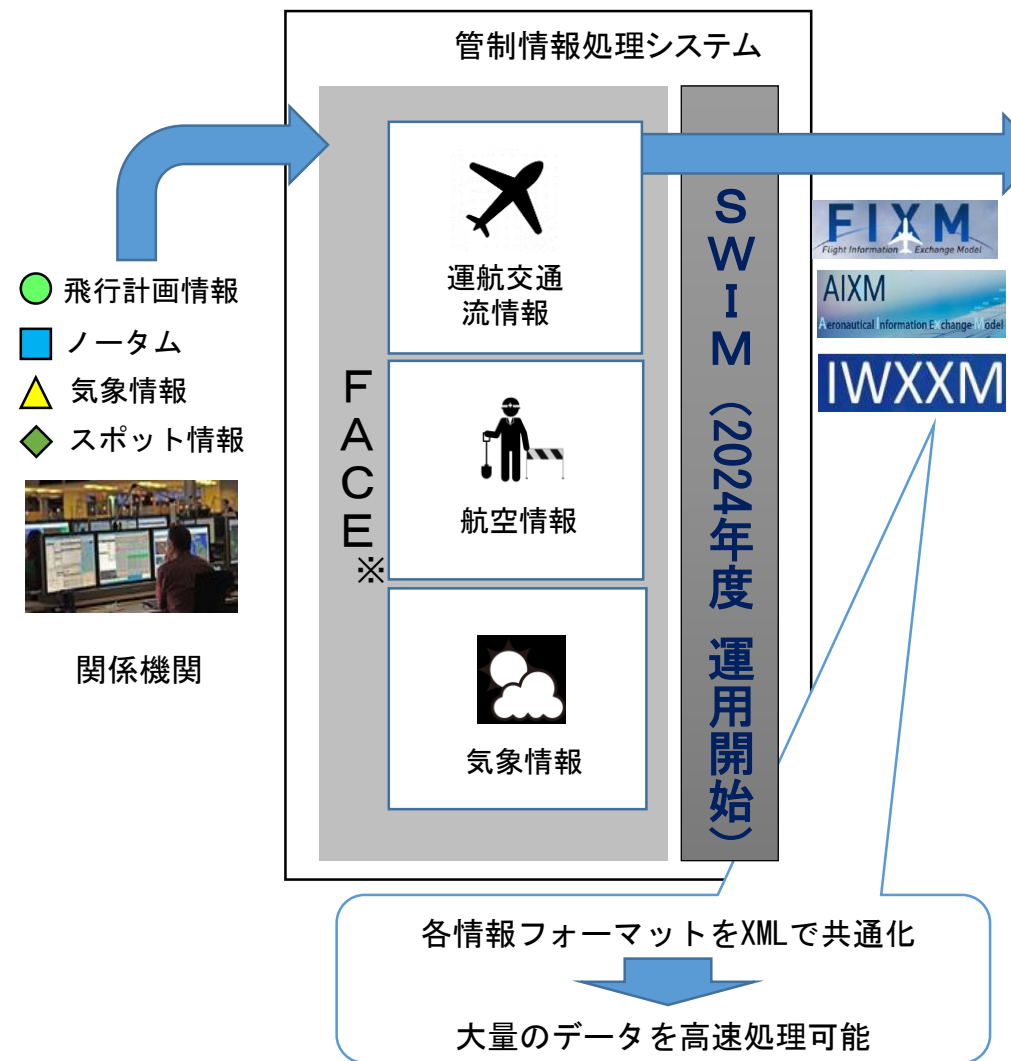 管制情報処理システム
飛行計画情報
ノータム
気象情報
スポット情報
関係機関
FACE※
運航交通
流情報
航空情報
気象情報
SWIM（2024年度 運用開始）
FIXM
Flight Information Exchange Model
AIXM
Aeronautical Information Exchange Model
IWXXM
各情報フォーマットをXMLで共通化
大量のデータを高速処理可能